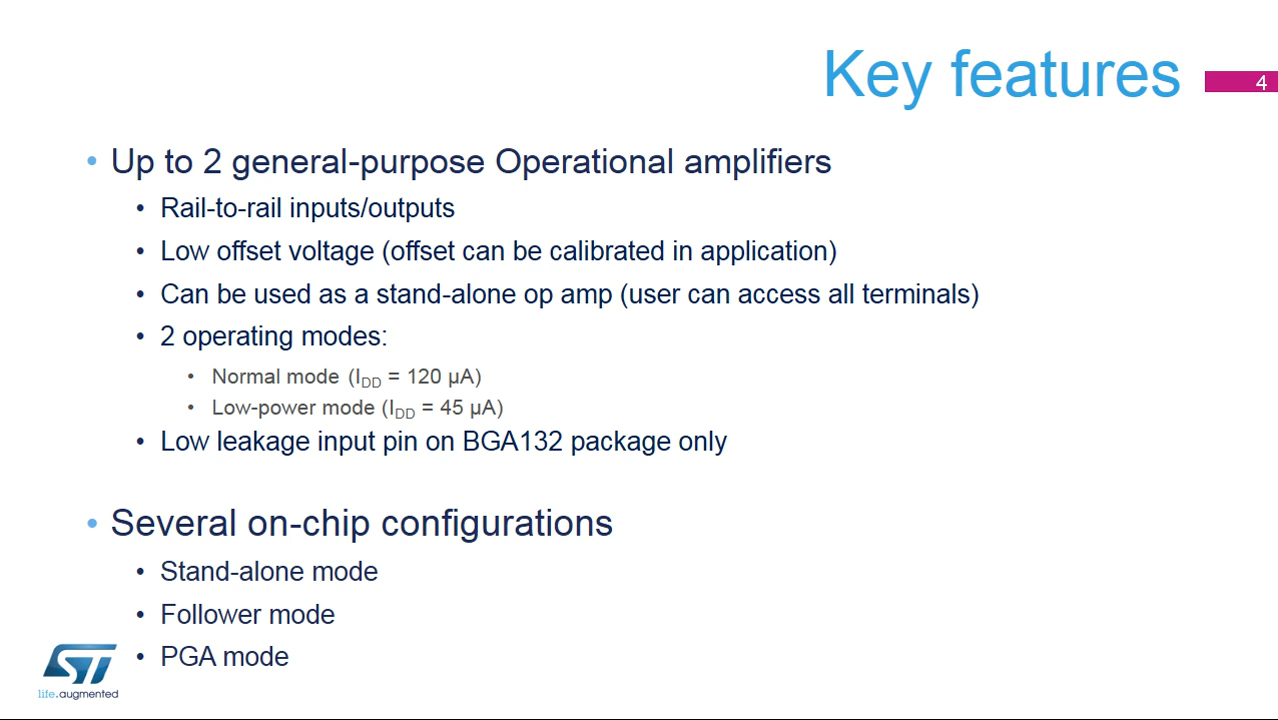 Key features
4
• Up to 2 general-purpose Operational amplifiers
• Rail-to-rail inputs/outputs
• Low offset voltage (offset can be calibrated in application)
• Can be used as a stand-alone op amp (user can access all terminals)
• 2 operating modes:
• Normal mode (IDD = 120 µA)
• Low-power mode (IDD = 45 µA)
• Low leakage input pin on BGA132 package only
• Several on-chip configurations
• Stand-alone mode
• Follower mode
• PGA mode
ST
life.augmented